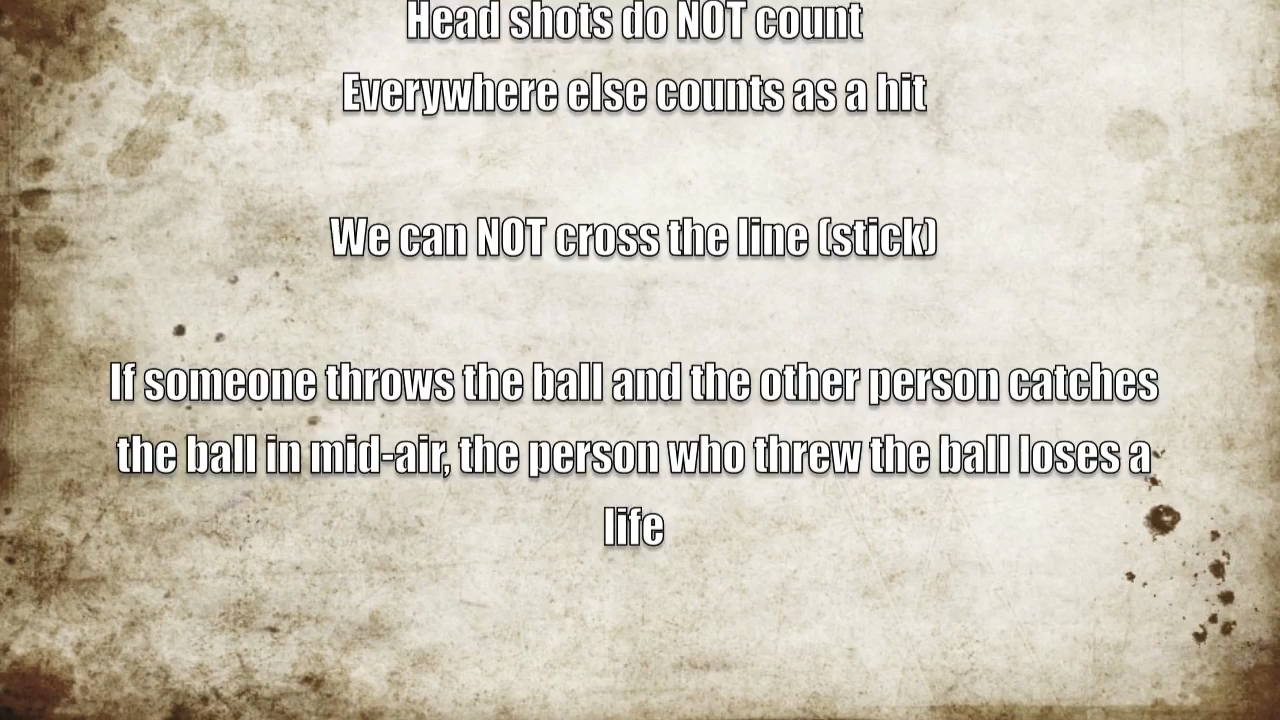 Head shots do NOT count
Everywhere else counts as a hit
We can NOT cross the line (stick)
If someone throws the ball and the other person catches
the ball in mid-air, the person who threw the ball loses a
life